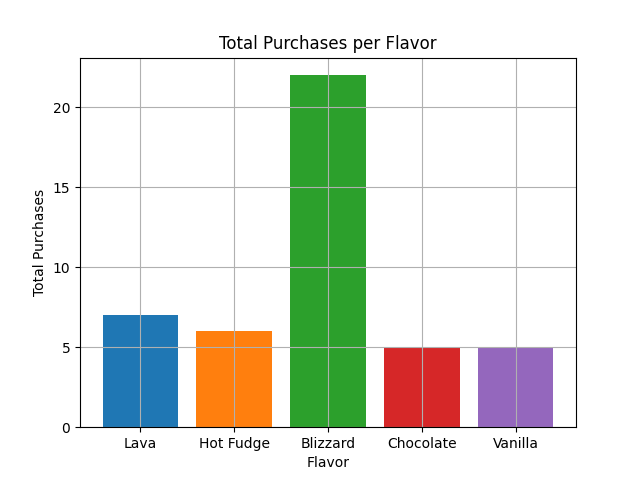 Total Purchases per Flavor
Total Purchases
20
15
10
5
0
Lava Hot Fudge Blizzard Chocolate Vanilla
Flavor